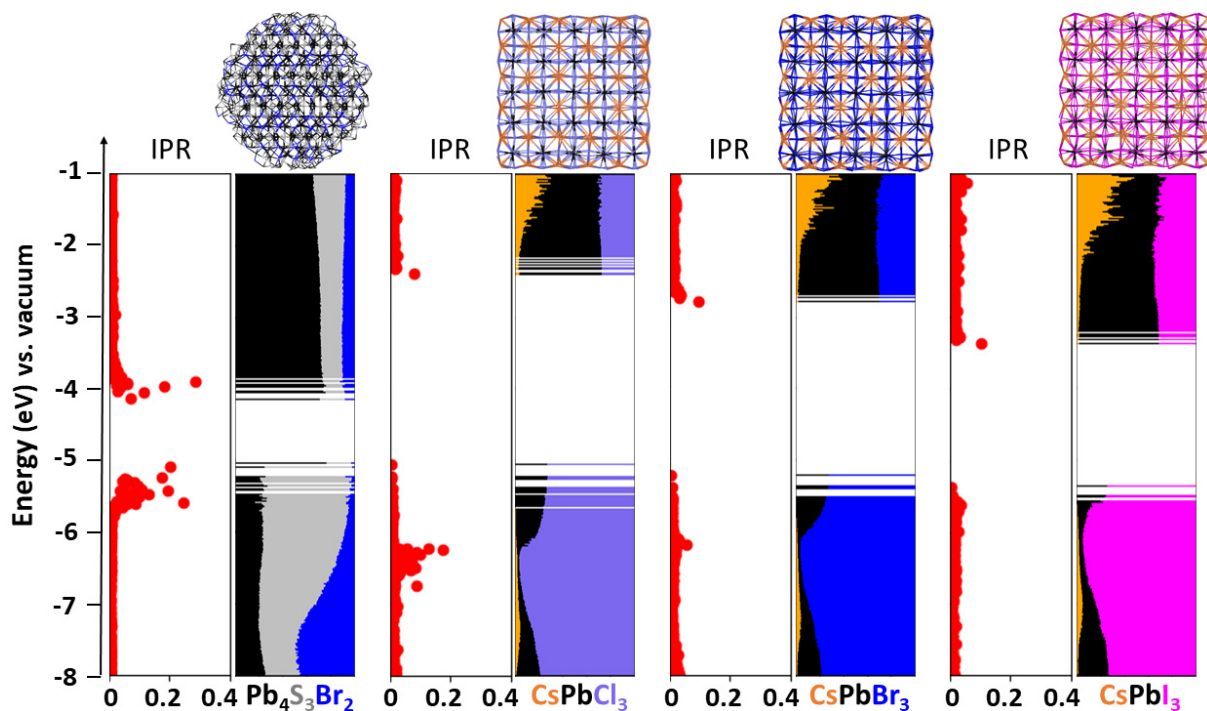 IPR IPR IPR IPR
Energy (eV) vs. vacuum
-1
-2
-3
-4
-5
-6
-7
-8
0 0.2 0.4 0 0.2 0.4 0 0.2 0.4 0 0.2 0.4
Pb₄S₃Br₂ CsPbCl₃ CsPbBr₃ CsPbI₃